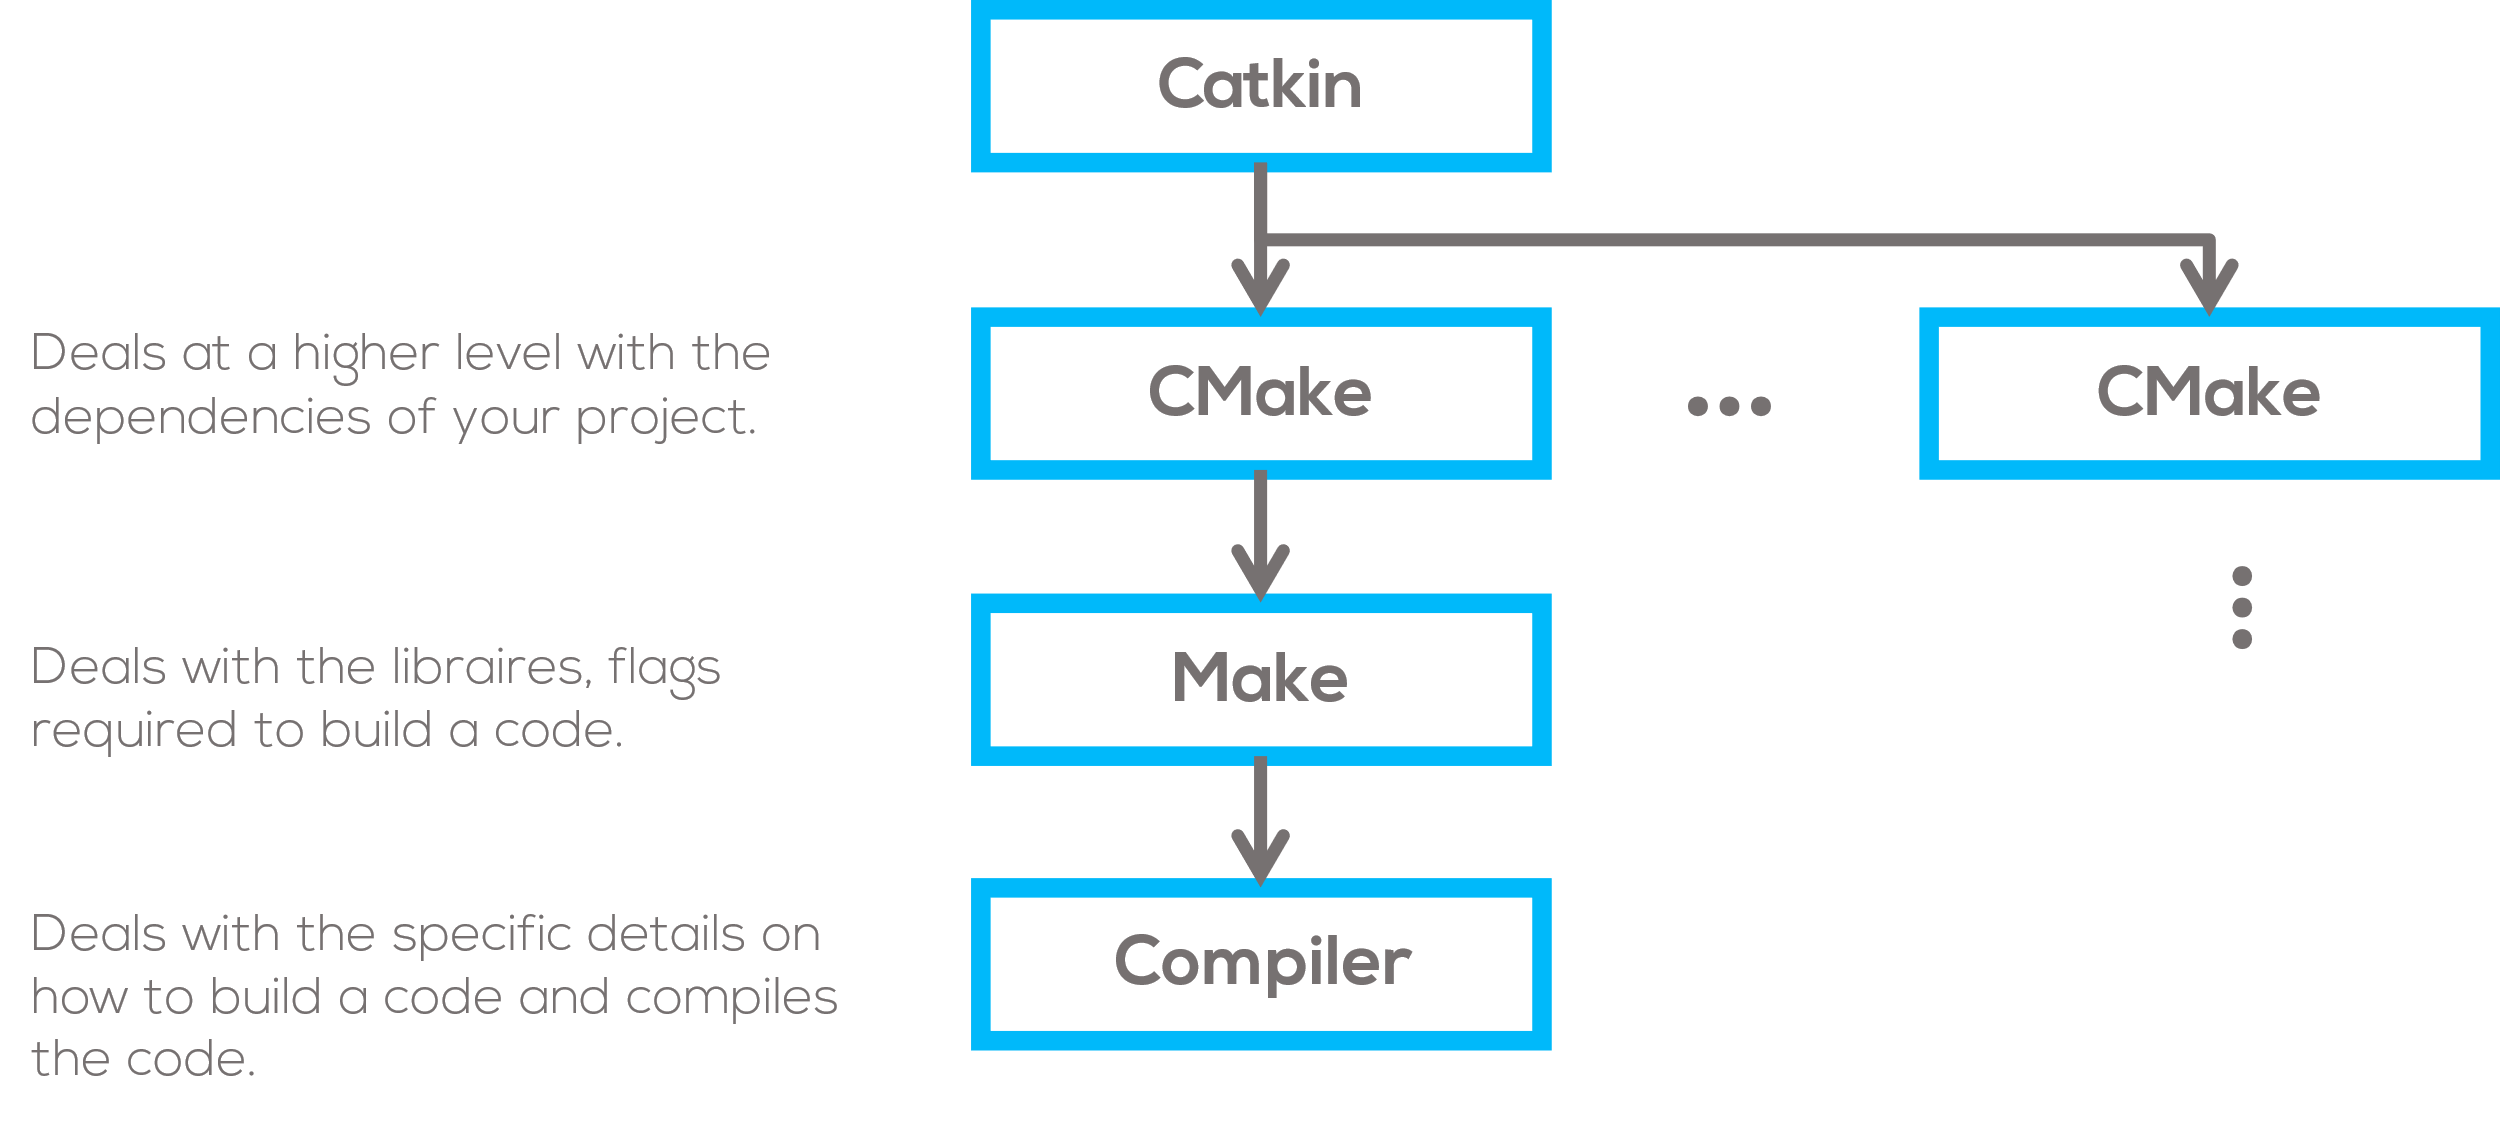 Catkin
Deals at a higher level with the
dependencies of your project.
CMake
...
CMake
Deals with the libraires, flags
required to build a code.
Make
Deals with the specific details on
how to build a code and compiles
the code.
Compiler